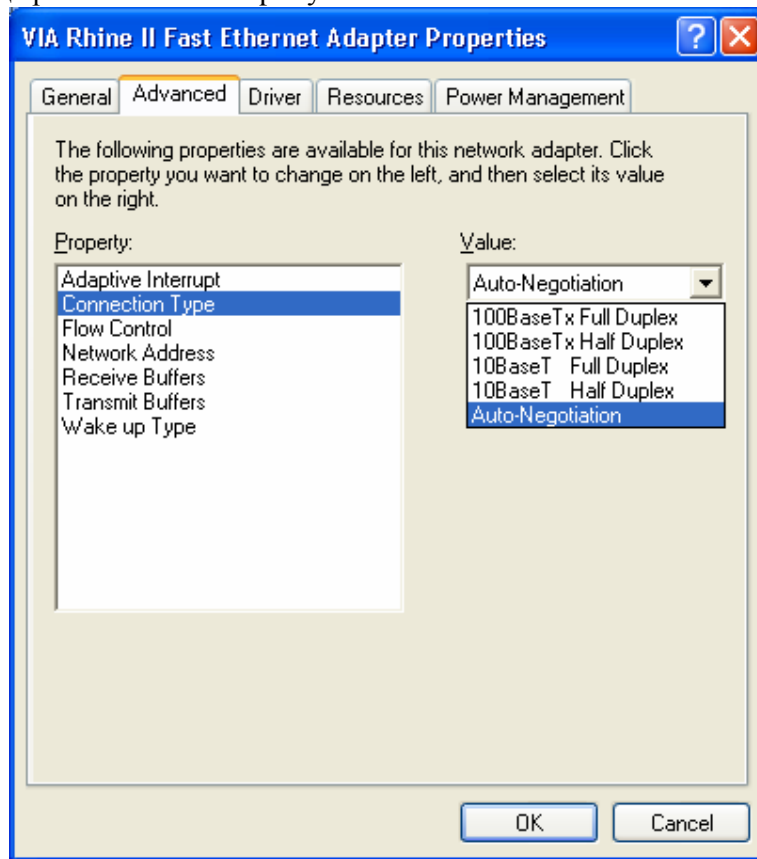 VIA Rhine II Fast Ethernet Adapter Properties
General Advanced Driver Resources Power Management
The following properties are available for this network adapter. Click
the property you want to change on the left, and then select its value
on the right.
Property: Value:
Adaptive Interrupt
Connection Type
Flow Control
Network Address
Receive Buffers
Transmit Buffers
Wake up Type
Auto-Negotiation
100BaseTx Full Duplex
100BaseTx Half Duplex
10BaseT Full Duplex
10BaseT Half Duplex
Auto-Negotiation
OK Cancel